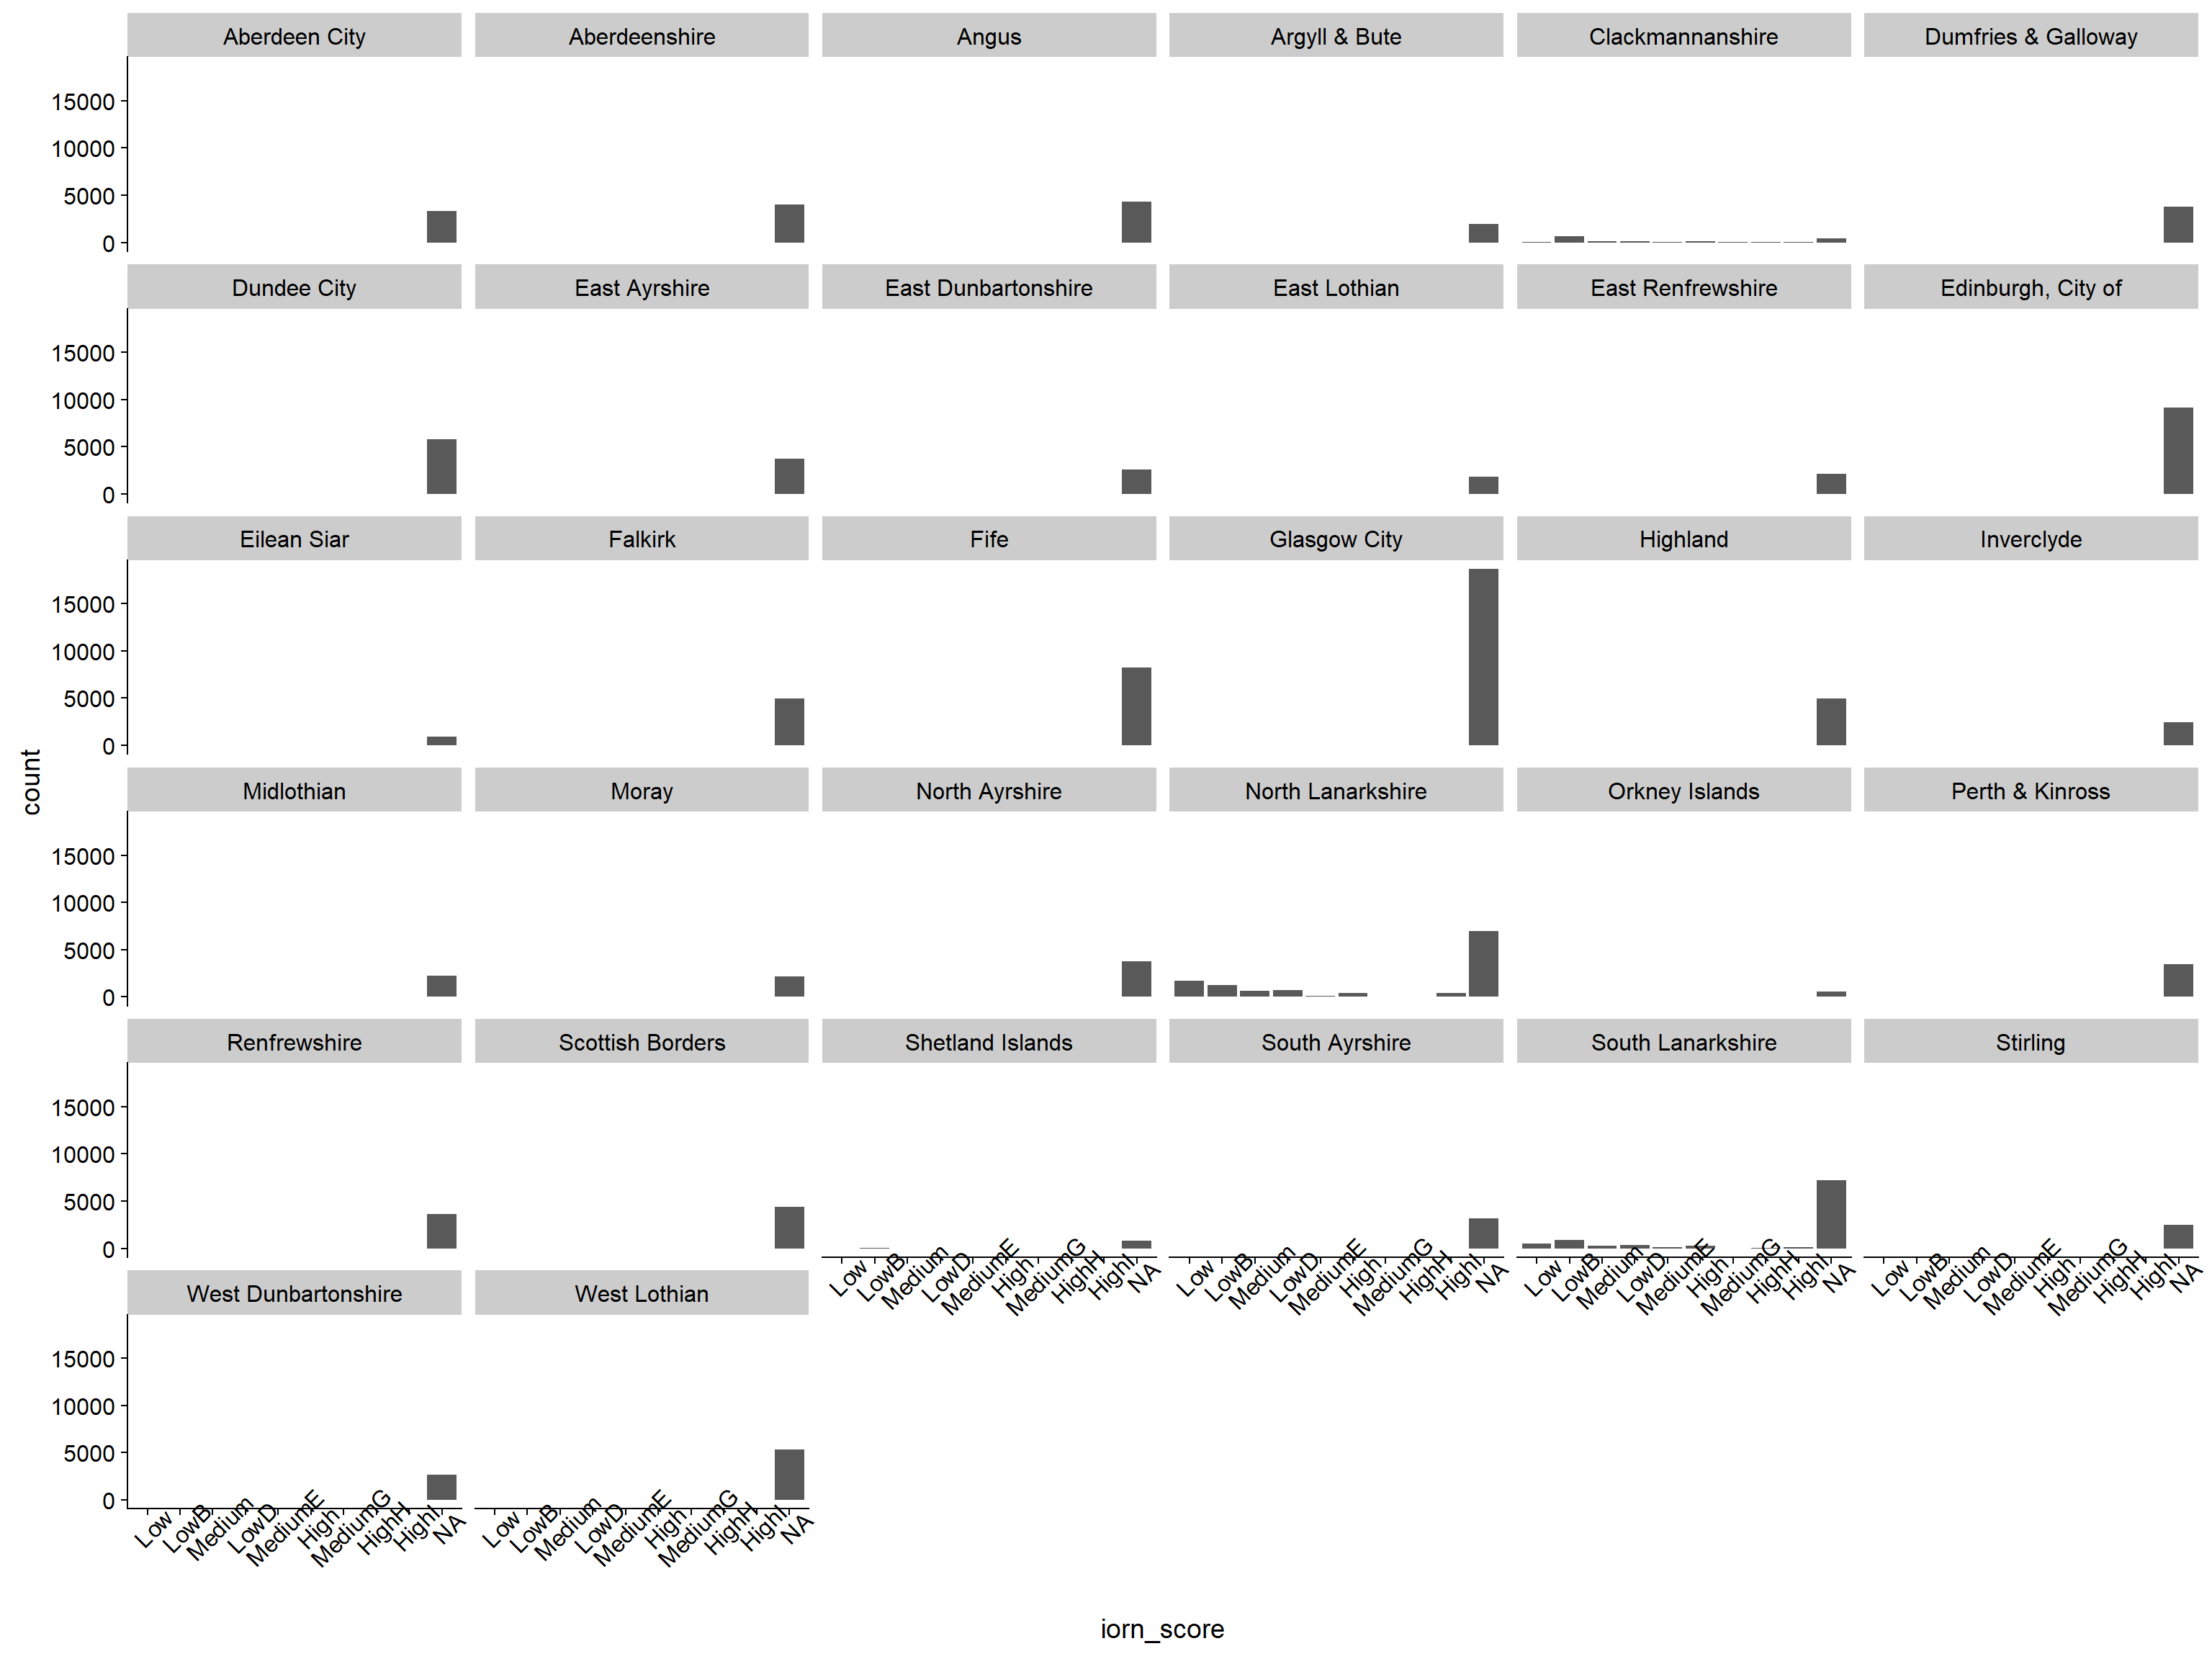 Aberdeen City Aberdeenshire Angus Argyll & Bute Clackmannanshire Dumfries & Galloway
15000
10000
5000
0
Dundee City East Ayrshire East Dunbartonshire East Lothian East Renfrewshire Edinburgh, City of
15000
10000
5000
0
Eilean Siar Falkirk Fife Glasgow City Highland Inverclyde
15000
10000
5000
0
count
Midlothian Moray North Ayrshire North Lanarkshire Orkney Islands Perth & Kinross
15000
10000
5000
0
Renfrewshire Scottish Borders Shetland Islands South Ayrshire South Lanarkshire Stirling
15000
10000
5000
0
Low LowB Medium LowD MediumE High MediumG HighH HighI NA Low LowB Medium LowD MediumE High MediumG HighH HighI NA Low LowB Medium LowD MediumE High MediumG HighH HighI NA Low LowB Medium LowD MediumE High MediumG HighH HighI NA
West Dunbartonshire West Lothian
15000
10000
5000
0
Low LowB Medium LowD MediumE High MediumG HighH HighI NA Low LowB Medium LowD MediumE High MediumG HighH HighI NA
iorn_score